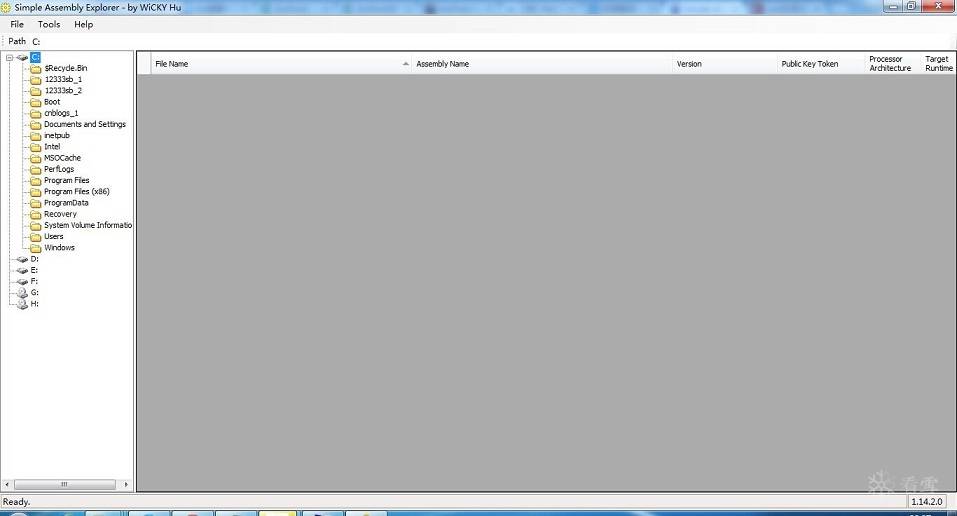 Simple Assembly Explorer - by WiCKY Hu
File Tools Help
Path C:
C:
$Recycle.Bin
12333sb_1
12333sb_2
Boot
cnblogs_1
Documents and Settings
inetpub
Intel
MSOCache
PerfLogs
Program Files
Program Files (x86)
ProgramData
Recovery
System Volume Informatio
Users
Windows
D:
E:
F:
G:
H:
File Name Assembly Name Version Public Key Token Processor Architecture Target Runtime
看雪
Ready. 1.14.2.0